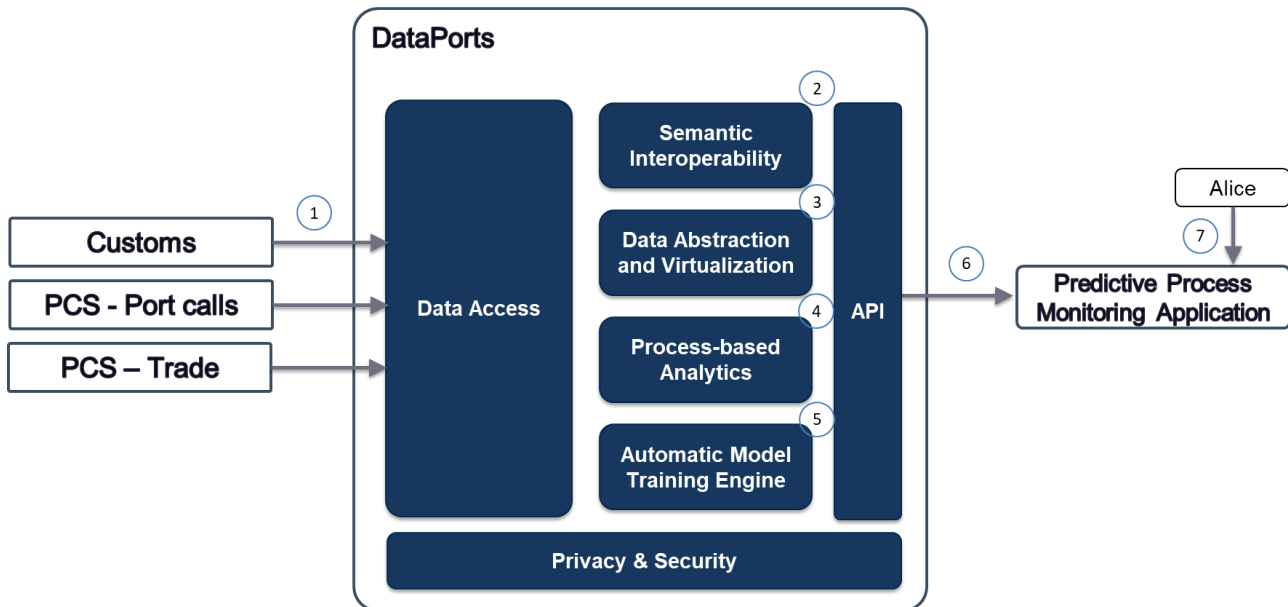 DataPorts
2
Semantic
Interoperability
Alice
1
3
7
Customs
Data Abstraction
and Virtualization
6
PCS - Port calls
Data Access
4
API
Predictive Process
Monitoring Application
PCS – Trade
Process-based
Analytics
5
Automatic Model
Training Engine
Privacy & Security